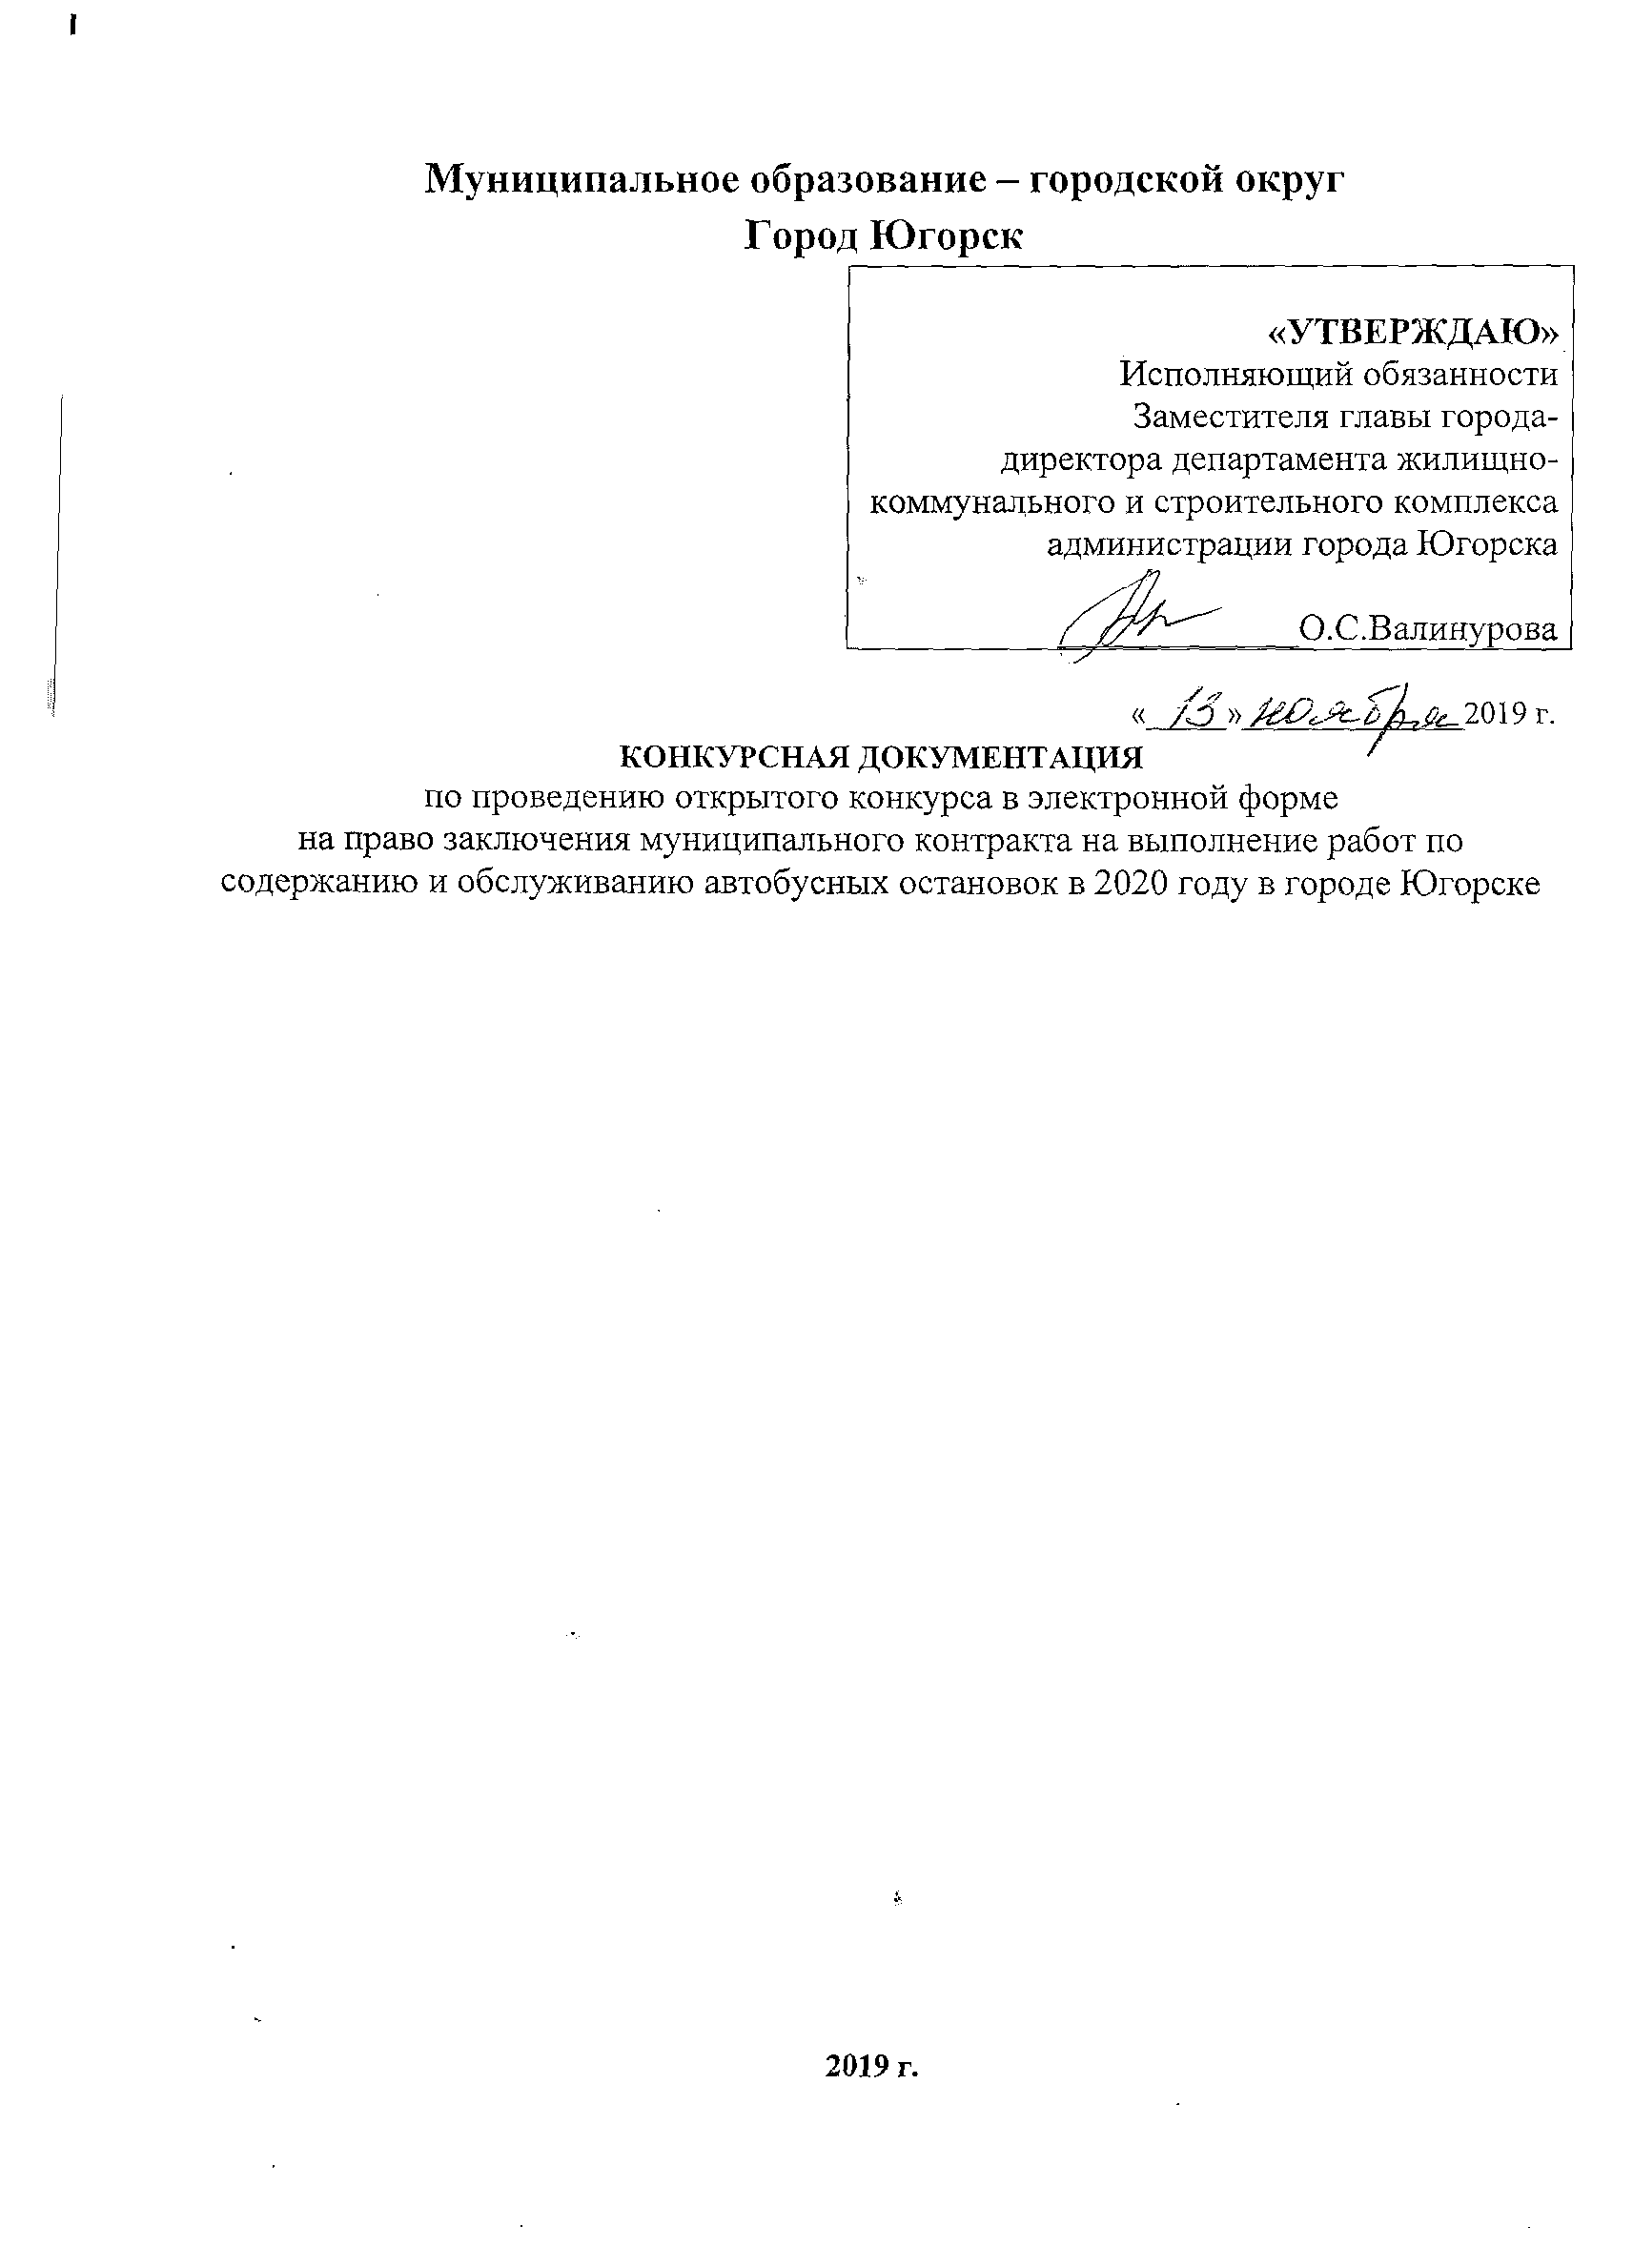 Муниципальное образование – городской округ
Город Югорск
«УТВЕРЖДАЮ»
Исполняющий обязанности
Заместителя главы города-
директора департамента жилищно-
коммунального и строительного комплекса
администрации города Югорска
О.С.Валинурова
« 13 » ноября 2019 г.
КОНКУРСНАЯ ДОКУМЕНТАЦИЯ
по проведению открытого конкурса в электронной форме
на право заключения муниципального контракта на выполнение работ по
содержанию и обслуживанию автобусных остановок в 2020 году в городе Югорске
2019 г.